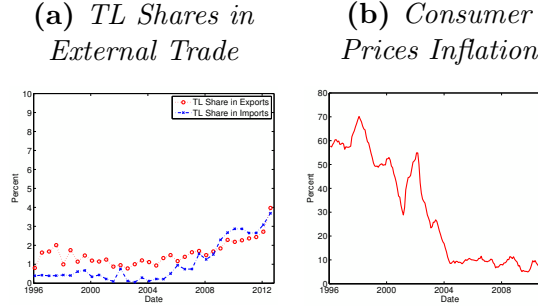 (a) TL Shares in
External Trade
10
9
8
7
6
5
4
3
2
1
0
Percent
TL Share in Exports
TL Share in Imports
1996 2000 2004 2008 2012
Date
(b) Consumer
Prices Inflation
80
70
60
50
40
30
20
10
0
Percent
1996 2000 2004 2008
Date